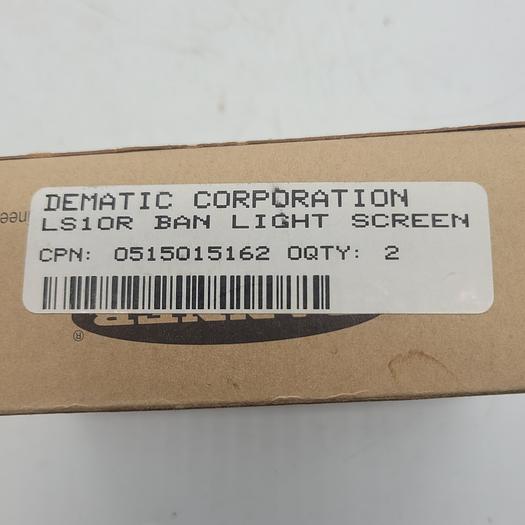 DEMATIC CORPORATION
LS10R BAN LIGHT SCREEN
CPN: 0515015162 OQTY: 2
®